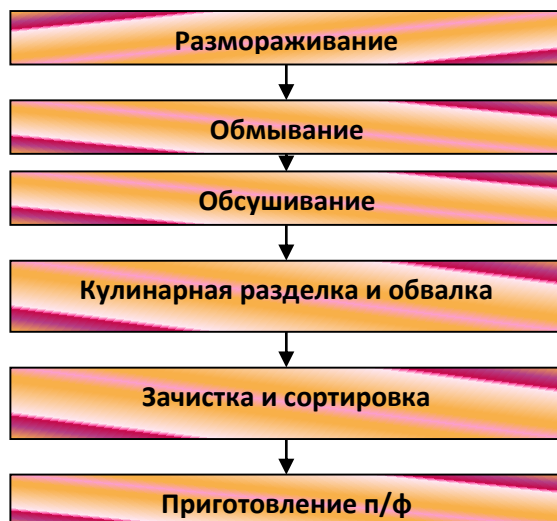 Размораживание
Обмывание
Обсушивание
Кулинарная разделка и обвалка
Зачистка и сортировка
Приготовление п/ф